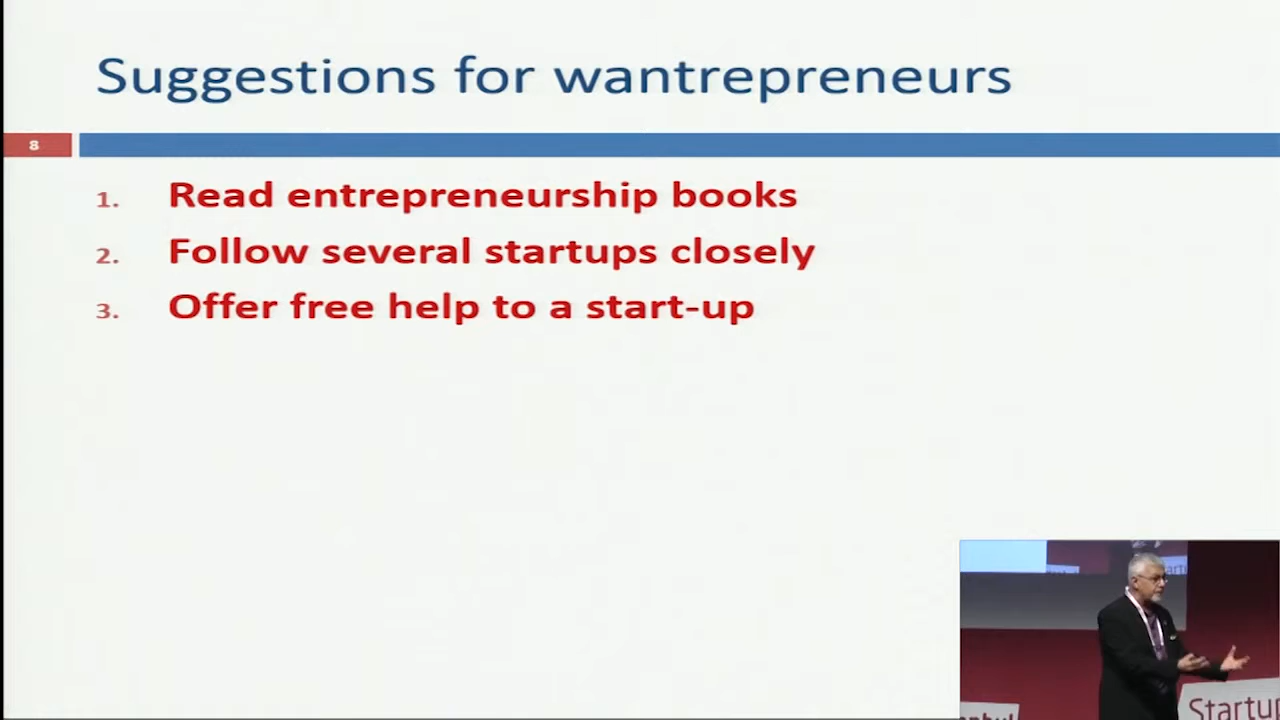 Suggestions for wantrepreneurs
8
1. Read entrepreneurship books
2. Follow several startups closely
3. Offer free help to a start-up
Startup